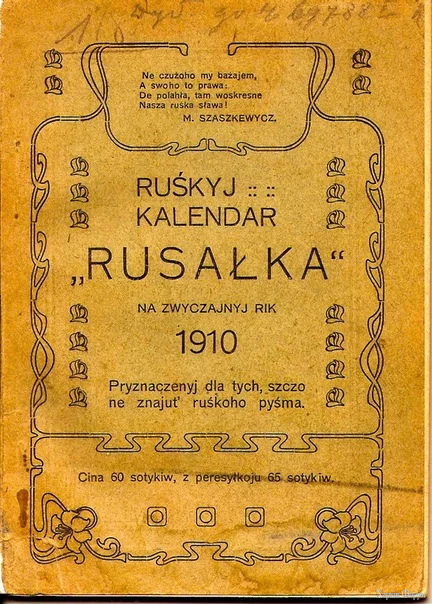 Ne czużoho my bażajem,
A swoho to prawa;
De polahła, tam woskresne
Nasza ruśka sława!
M. SZASZKEWYCZ.
RUŚKYJ :: ::
KALENDAR
„RUSAŁKA“
NA ZWYCZAJNYJ RIK
1910
Pryznaczenyj dla tych, szczo
ne znajut' ruśkoho pyśma.
Cina 60 sotykiw, z peresyłkoju 65 sotykiw.